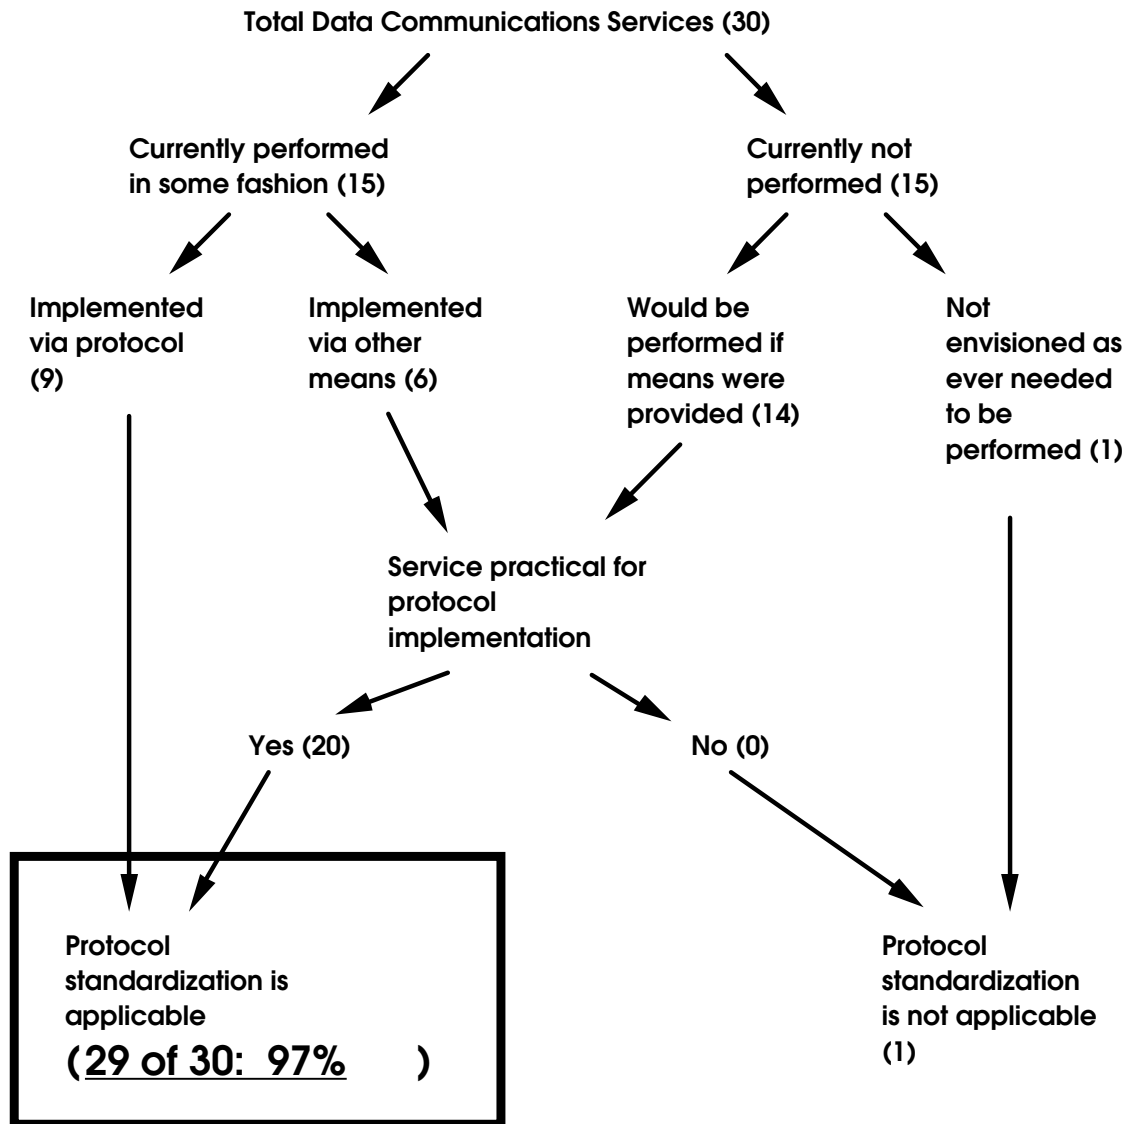 Total Data Communications Services (30)
Currently performed
in some fashion (15)
Currently not
performed (15)
Implemented
via protocol
(9)
Implemented
via other
means (6)
Would be
performed if
means were
provided (14)
Not
envisioned as
ever needed
to be
performed (1)
Service practical for
protocol
implementation
Yes (20)
No (0)
Protocol
standardization is
applicable
(29 of 30:  97%    )
Protocol
standardization
is not applicable
(1)